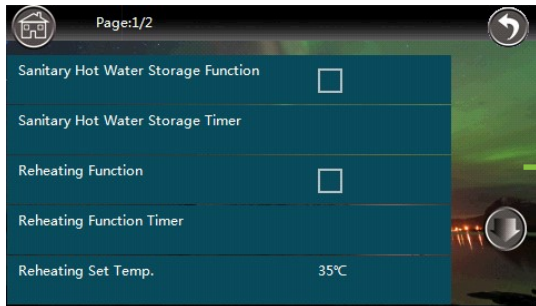 Page:1/2
Sanitary Hot Water Storage Function
Sanitary Hot Water Storage Timer
Reheating Function
Reheating Function Timer
Reheating Set Temp. 35℃